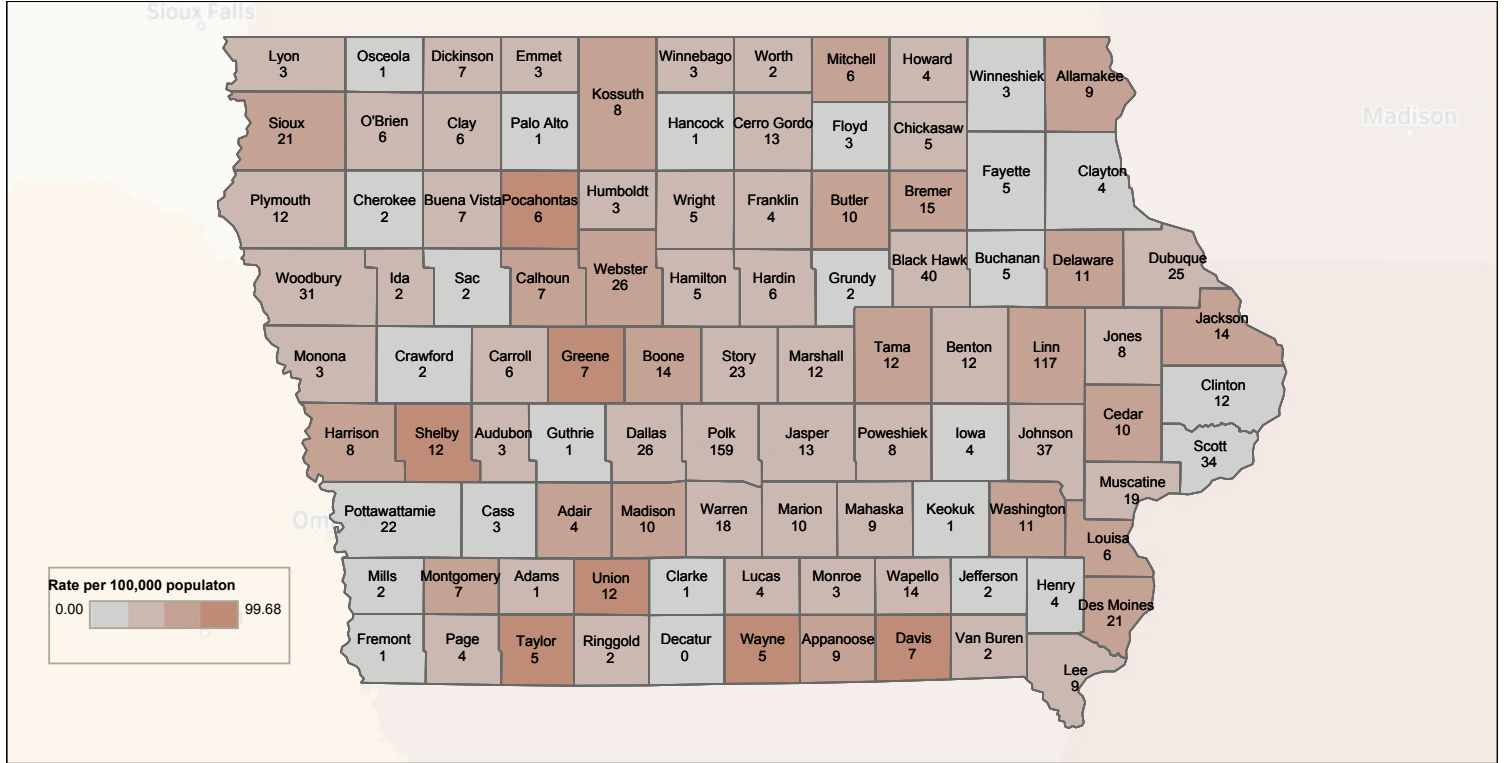 Sioux Falls
Lyon
3
Osceola
1
Dickinson
7
Emmet
3
Kossuth
8
Winnebago
3
Worth
2
Mitchell
6
Howard
4
Winneshiek
3
Allamakee
9
Madison
Sioux
21
O'Brien
6
Clay
6
Palo Alto
1
Hancock
1
Cerro Gordo
13
Floyd
3
Chickasaw
5
Fayette
5
Clayton
4
Plymouth
12
Cherokee
2
Buena Vista
7
Pocahontas
6
Humboldt
3
Wright
5
Franklin
4
Butler
10
Bremer
15
Woodbury
31
Ida
2
Sac
2
Calhoun
7
Webster
26
Hamilton
5
Hardin
6
Grundy
2
Black Hawk
40
Buchanan
5
Delaware
11
Dubuque
25
Jackson
14
Monona
3
Crawford
2
Carroll
6
Greene
7
Boone
14
Story
23
Marshall
12
Tama
12
Benton
12
Linn
117
Jones
8
Clinton
12
Harrison
8
Shelby
12
Audubon
3
Guthrie
1
Dallas
26
Polk
159
Jasper
13
Poweshiek
8
Iowa
4
Johnson
37
Cedar
10
Scott
34
Muscatine
19
Om
Pottawattamie
22
Cass
3
Adair
4
Madison
10
Warren
18
Marion
10
Mahaska
9
Keokuk
1
Washington
11
Louisa
6
Mills
2
Montgomery
7
Adams
1
Union
12
Clarke
1
Lucas
4
Monroe
3
Wapello
14
Jefferson
2
Henry
4
Des Moines
21
Fremont
1
Page
4
Taylor
5
Ringgold
2
Decatur
0
Wayne
5
Appanoose
9
Davis
7
Van Buren
2
Lee
9
Rate per 100,000 populaton
0.00
99.68